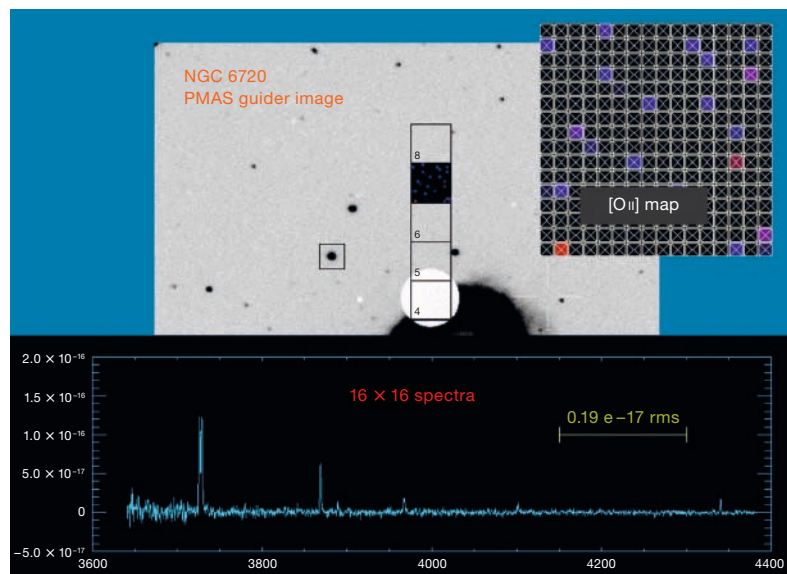 NGC 6720
PMAS guider image
8
6
5
4
[O II] map
16 × 16 spectra
0.19 e–17 rms
2.0 × 10⁻¹⁶
1.5 × 10⁻¹⁶
1.0 × 10⁻¹⁶
5.0 × 10⁻¹⁷
0
–5.0 × 10⁻¹⁷
3600 3800 4000 4200 4400